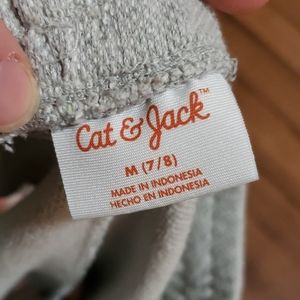 Cat & Jack™
M (7/8)
MADE IN INDONESIA
HECHO EN INDONESIA